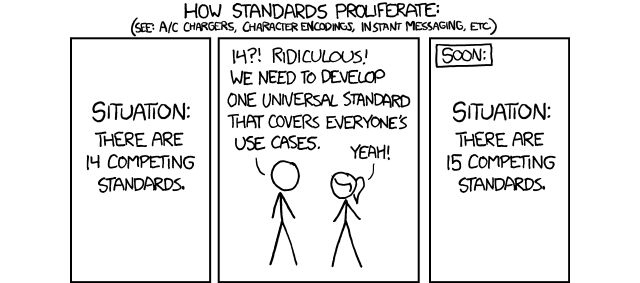 HOW STANDARDS PROLIFERATE:
(SEE: A/C CHARGERS, CHARACTER ENCODINGS, INSTANT MESSAGING, ETC.)
SITUATION:
THERE ARE
14 COMPETING
STANDARDS.
14?! RIDICULOUS!
WE NEED TO DEVELOP
ONE UNIVERSAL STANDARD
THAT COVERS EVERYONE'S
USE CASES.
YEAH!
SOON:
SITUATION:
THERE ARE
15 COMPETING
STANDARDS.